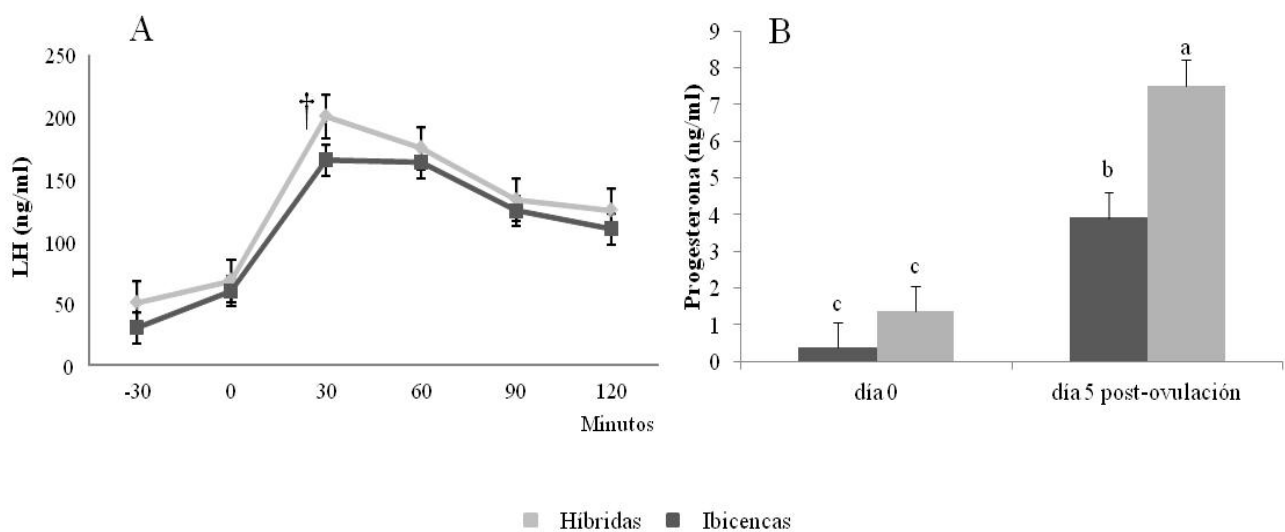 A
LH (ng/ml)
250
200
150
100
50
0
†
-30 0 30 60 90 120
Minutos
B
Progesterona (ng/ml)
9
8
7
6
5
4
3
2
1
0
c
c
b
a
día 0
día 5 post-ovulación
Híbridas
Ibicencas